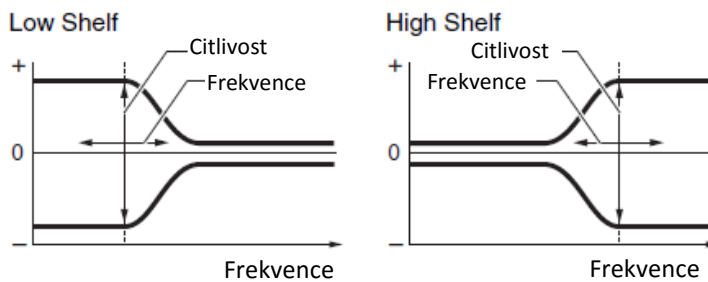 Low Shelf
Citlivost
Frekvence
+
0
−
Frekvence
High Shelf
Citlivost
Frekvence
+
0
−
Frekvence